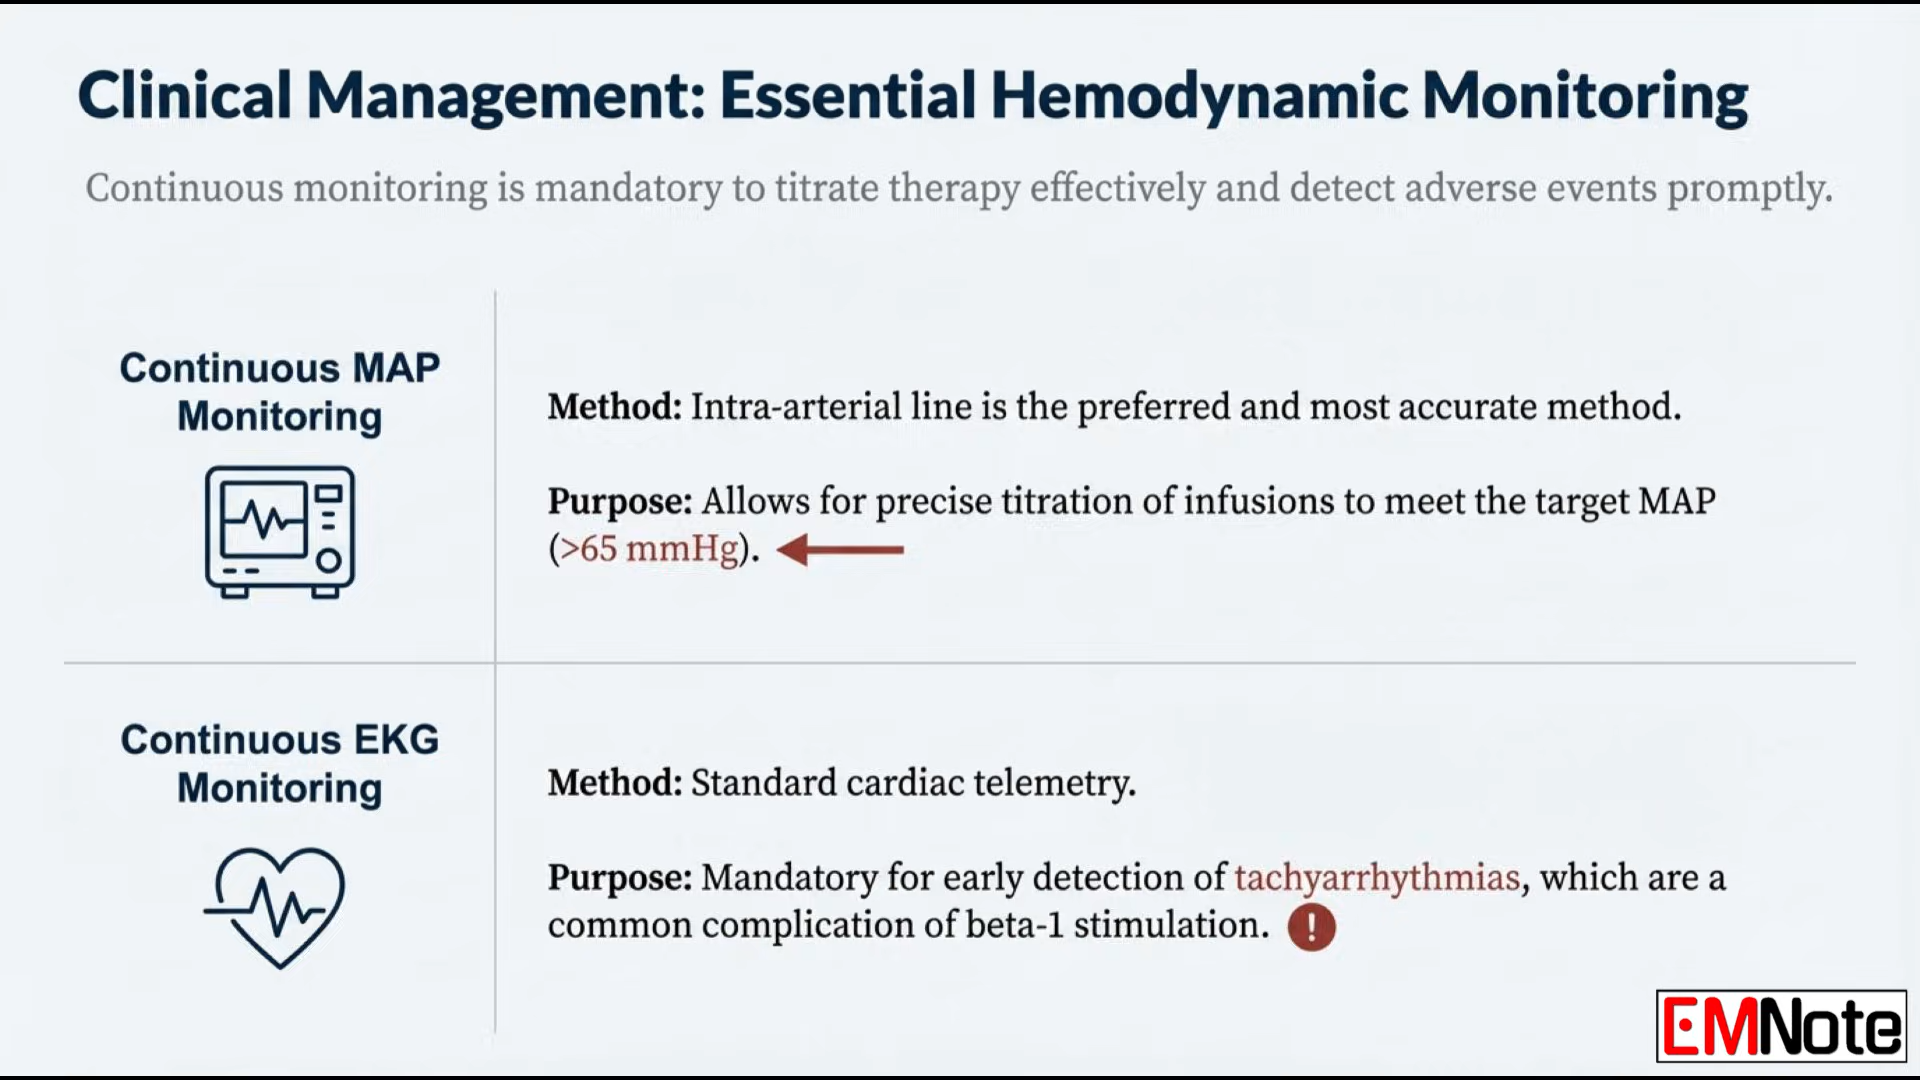 Clinical Management: Essential Hemodynamic Monitoring
Continuous monitoring is mandatory to titrate therapy effectively and detect adverse events promptly.
Continuous MAP
Monitoring
Method: Intra-arterial line is the preferred and most accurate method.
Purpose: Allows for precise titration of infusions to meet the target MAP
(>65 mmHg).
Continuous EKG
Monitoring
Method: Standard cardiac telemetry.
Purpose: Mandatory for early detection of tachyarrhythmias, which are a
common complication of beta-1 stimulation. !
EMNote